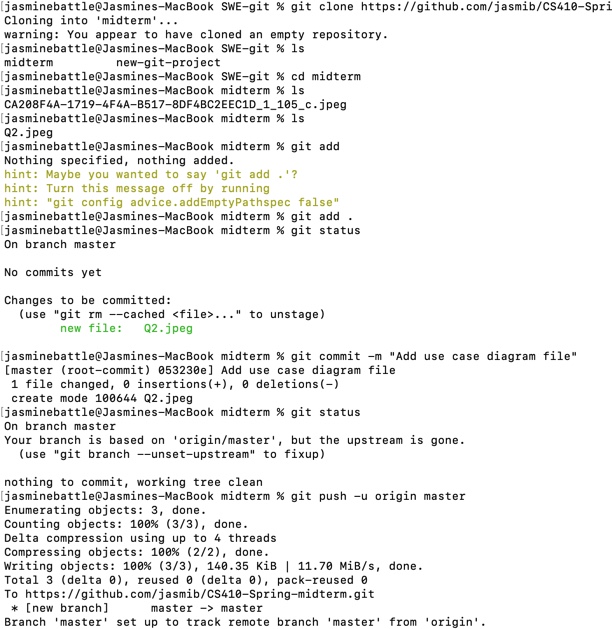 [jasminebattle@Jasmines-MacBook SWE-git % git clone https://github.com/jasmib/CS410-Spri
Cloning into 'midterm'...
warning: You appear to have cloned an empty repository.
[jasminebattle@Jasmines-MacBook SWE-git % ls
midterm new-git-project
[jasminebattle@Jasmines-MacBook SWE-git % cd midterm
[jasminebattle@Jasmines-MacBook midterm % ls
CA208F4A-1719-4F4A-B517-8DF4BC2EEC1D_1_105_c.jpeg
[jasminebattle@Jasmines-MacBook midterm % ls
Q2.jpeg
[jasminebattle@Jasmines-MacBook midterm % git add
Nothing specified, nothing added.
hint: Maybe you wanted to say 'git add .'?
hint: Turn this message off by running
hint: "git config advice.addEmptyPathspec false"
[jasminebattle@Jasmines-MacBook midterm % git add .
[jasminebattle@Jasmines-MacBook midterm % git status
On branch master
No commits yet
Changes to be committed:
(use "git rm --cached <file>..." to unstage)
new file: Q2.jpeg
[jasminebattle@Jasmines-MacBook midterm % git commit -m "Add use case diagram file"
[master (root-commit) 053230e] Add use case diagram file
1 file changed, 0 insertions(+), 0 deletions(-)
create mode 100644 Q2.jpeg
[jasminebattle@Jasmines-MacBook midterm % git status
On branch master
Your branch is based on 'origin/master', but the upstream is gone.
(use "git branch --unset-upstream" to fixup)
nothing to commit, working tree clean
[jasminebattle@Jasmines-MacBook midterm % git push -u origin master
Enumerating objects: 3, done.
Counting objects: 100% (3/3), done.
Delta compression using up to 4 threads
Compressing objects: 100% (2/2), done.
Writing objects: 100% (3/3), 140.35 KiB | 11.70 MiB/s, done.
Total 3 (delta 0), reused 0 (delta 0), pack-reused 0
To https://github.com/jasmib/CS410-Spring-midterm.git
* [new branch] master -> master
Branch 'master' set up to track remote branch 'master' from 'origin'.